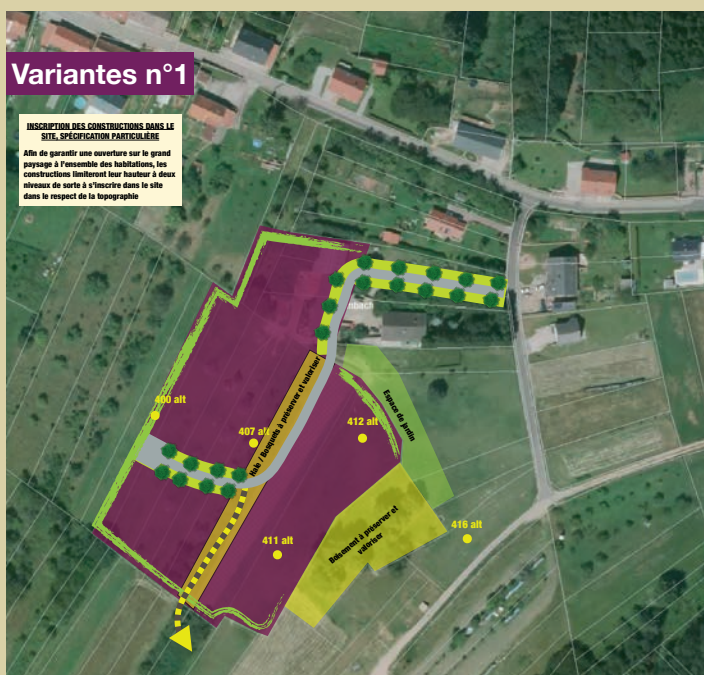 Variantes n°1
INSCRIPTION DES CONSTRUCTIONS DANS LE
SITE, SPÉCIFICATION PARTICULIÈRE
Afin de garantir une ouverture sur le grand
paysage à l'ensemble des habitations, les
constructions limiteront leur hauteur à deux
niveaux de sorte à s'inscrire dans le site
dans le respect de la topographie
nbach
400 alt
407 alt
Noie / Bosquets à préserver et valoriser
412 alt
Espace de jardin
411 alt
Boisement à préserver et
valoriser
416 alt